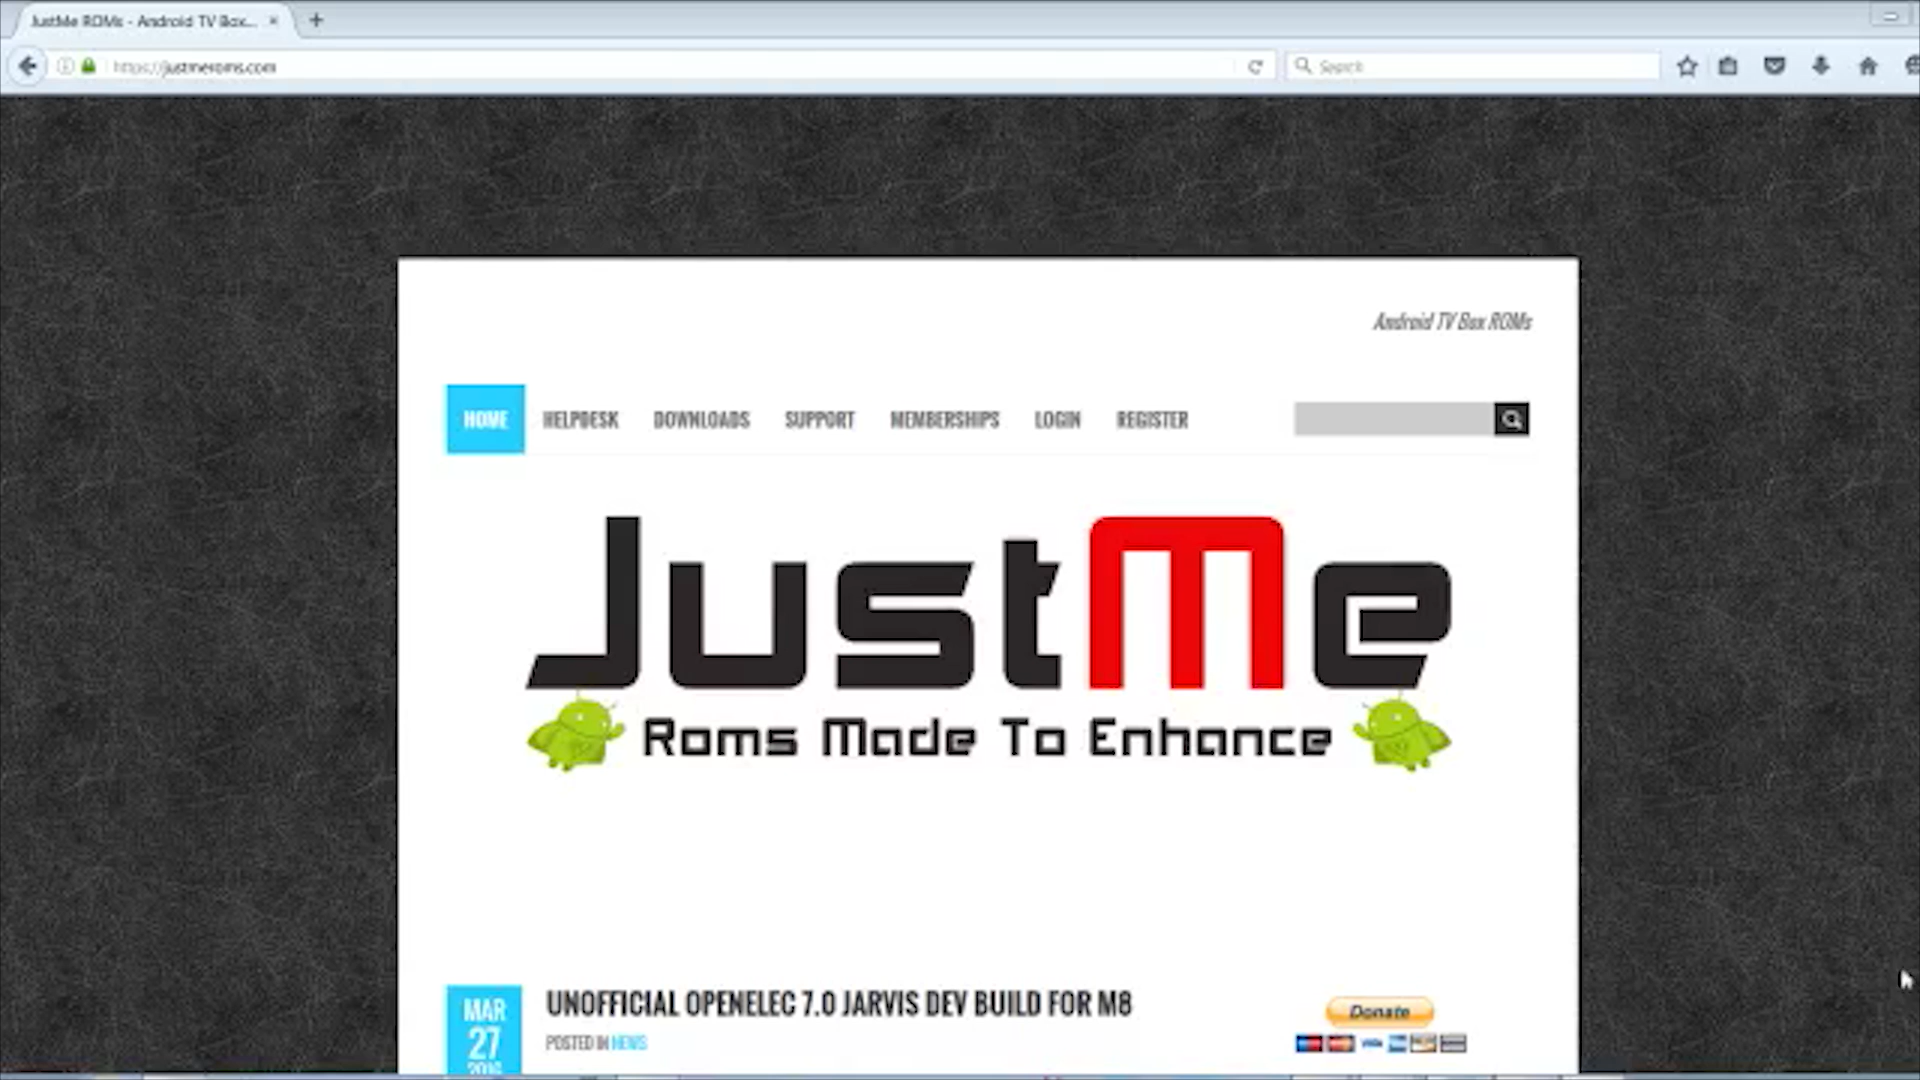 JustMe ROMs - Android TV Box...
https://justmeroms.com
Search
Android TV Box ROMs
HOME HELPDESK DOWNLOADS SUPPORT MEMBERSHIPS LOGIN REGISTER
JustMe
Roms Made To Enhance
MAR
27
2016
UNOFFICIAL OPENELEC 7.0 JARVIS DEV BUILD FOR M8
POSTED IN NEWS
Donate
VISA